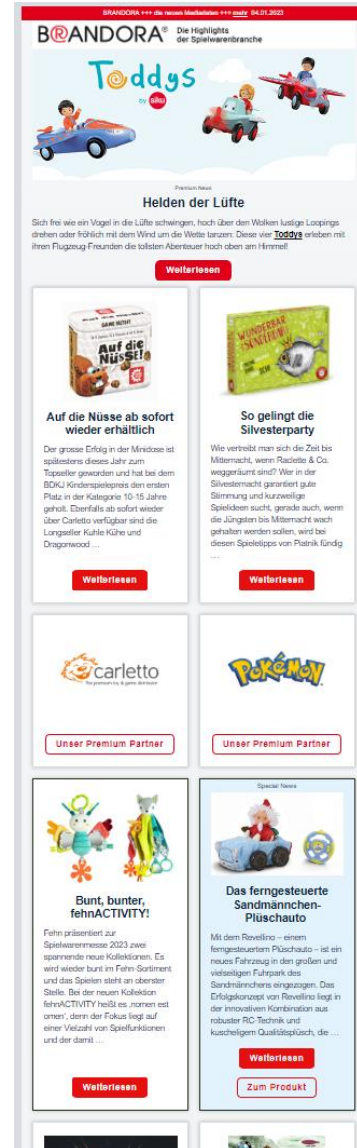 BRANDORA +++ die neuen Mediadaten +++ mehr 04.01.2023
BRANDORA® Die Highlights
der Spielwarenbranche
Toddys
by siku
Premium News
Helden der Lüfte
Sich frei wie ein Vogel in die Lüfte schwingen, hoch über den Wolken lustige Loopings
drehen oder fröhlich mit dem Wind um die Wette tanzen: Diese vier Toddys erleben mit
ihren Flugzeug-Freunden die tollsten Abenteuer hoch oben am Himmel!
Weiterlesen
Auf die
NÜSSE!
Auf die Nüsse ab sofort
wieder erhältlich
Der grosse Erfolg in der Minidose ist
spätestens dieses Jahr zum
Topseller geworden und hat bei dem
BDKJ Kinderspielepreis den ersten
Platz in der Kategorie 10-15 Jahre
geholt. Ebenfalls ab sofort wieder
über Carletto verfügbar sind die
Longseller Kuhle Kühe und
Dragonwood ...
Weiterlesen
WUNDERBAR
SONDERBAR
So gelingt die
Silvesterparty
Wie vertreibt man sich die Zeit bis
Mitternacht, wenn Raclette & Co.
weggeräumt sind? Wer in der
Silvesternacht garantiert gute
Stimmung und kurzweilige
Spielideen sucht, gerade auch, wenn
die Jüngsten bis Mitternacht wach
gehalten werden sollen, wird bei
diesen Spieletipps von Piatnik fündig
...
Weiterlesen
carletto
Unser Premium Partner
POKÉMON
Unser Premium Partner
Bunt, bunter,
fehnACTIVITY!
Fehn präsentiert zur
Spielwarenmesse 2023 zwei
spannende neue Kollektionen. Es
wird wieder bunt im Fehn-Sortiment
und das Spielen steht an oberster
Stelle. Bei der neuen Kollektion
fehnACTIVITY heißt es ‚nomen est
omen‘, denn der Fokus liegt auf
einer Vielzahl von Spielfunktionen
und der damit ...
Weiterlesen
Special News
Das ferngesteuerte
Sandmännchen-
Plüschauto
Mit dem Revellino – einem
ferngesteuertem Plüschauto – ist ein
neues Fahrzeug in den großen und
vielseitigen Fuhrpark des
Sandmännchens eingezogen. Das
Erfolgskonzept von Revellino liegt in
der innovativen Kombination aus
robuster RC-Technik und
kuscheligem Qualitätsplüsch, die ...
Weiterlesen
Zum Produkt